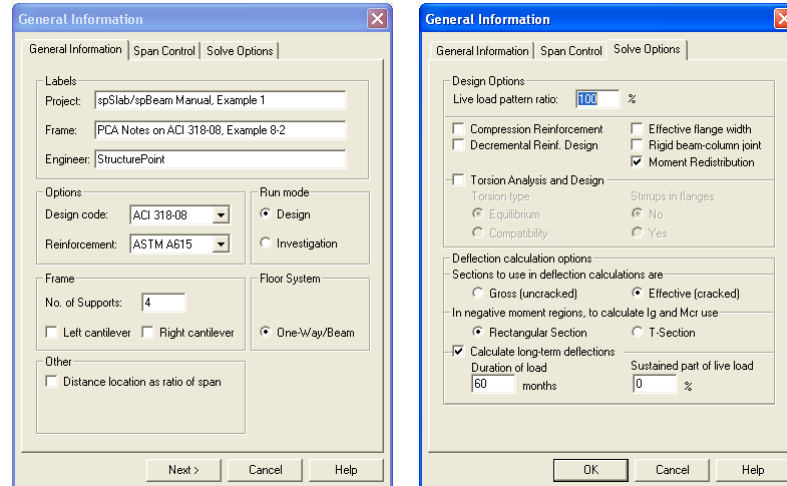 General Information
General Information Span Control Solve Options
Labels
Project: spSlab/spBeam Manual, Example 1
Frame: PCA Notes on ACI 318-08, Example 8-2
Engineer: StructurePoint
Options
Design code: ACI 318-08
Reinforcement: ASTM A615
Run mode
Design
Investigation
Frame
No. of Supports: 4
Left cantilever Right cantilever
Floor System
One-Way/Beam
Other
Distance location as ratio of span
Next > Cancel Help
General Information
General Information Span Control Solve Options
Design Options
Live load pattern ratio: 100 %
Compression Reinforcement Effective flange width
Decremental Reinf. Design Rigid beam-column joint
Moment Redistribution
Torsion Analysis and Design
Torsion type Stirrups in flanges
Equilibrium No
Compatibility Yes
Deflection calculation options
Sections to use in deflection calculations are
Gross (uncracked) Effective (cracked)
In negative moment regions, to calculate Ig and Mcr use
Rectangular Section T-Section
Calculate long-term deflections
Duration of load Sustained part of live load
60 months 0 %
OK Cancel Help